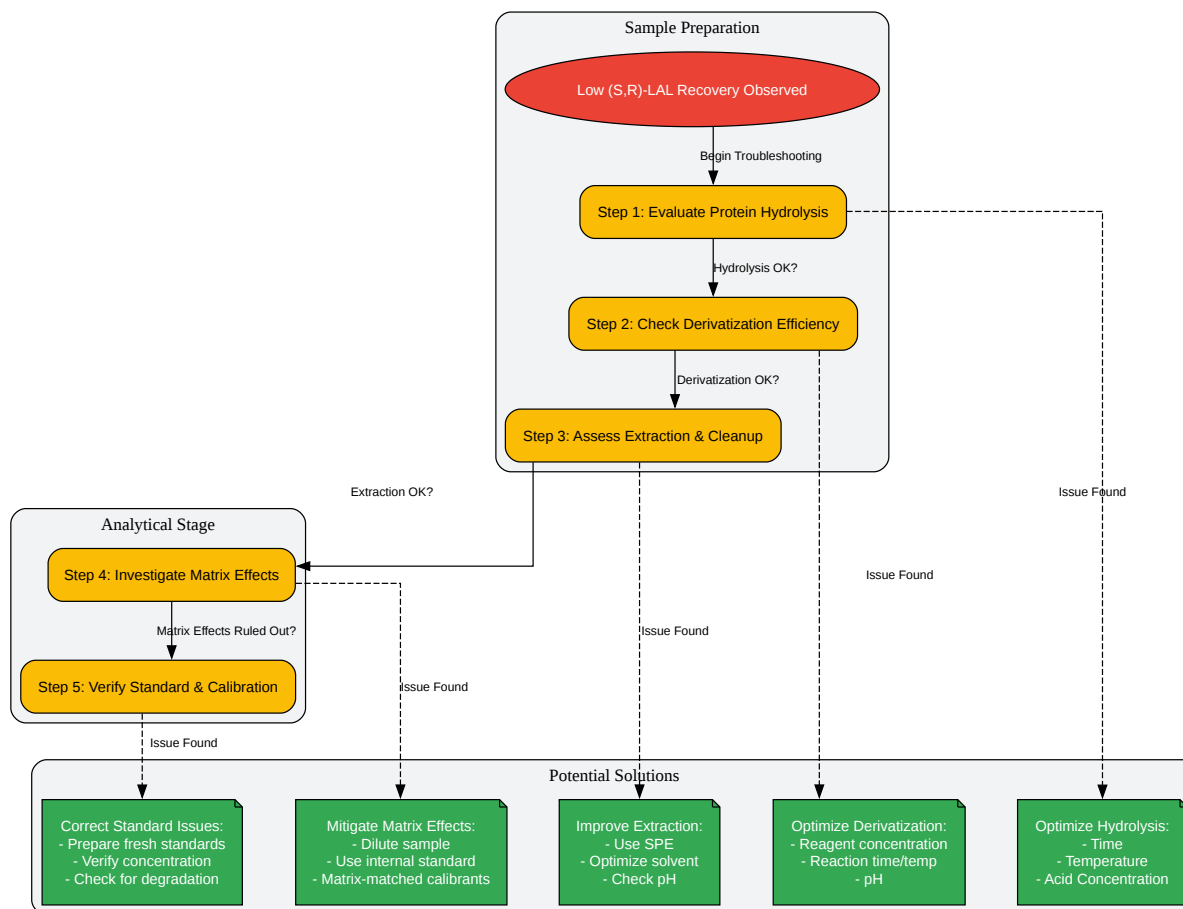 Sample Preparation
Low (S,R)-LAL Recovery Observed
Begin Troubleshooting
Step 1: Evaluate Protein Hydrolysis
Hydrolysis OK?
Step 2: Check Derivatization Efficiency
Derivatization OK?
Step 3: Assess Extraction & Cleanup
Extraction OK?
Issue Found
Analytical Stage
Step 4: Investigate Matrix Effects
Issue Found
Matrix Effects Ruled Out?
Issue Found
Step 5: Verify Standard & Calibration
Issue Found
Issue Found
Potential Solutions
Correct Standard Issues:
- Prepare fresh standards
- Verify concentration
- Check for degradation
Mitigate Matrix Effects:
- Dilute sample
- Use internal standard
- Matrix-matched calibrants
Improve Extraction:
- Use SPE
- Optimize solvent
- Check pH
Optimize Derivatization:
- Reagent concentration
- Reaction time/temp
- pH
Optimize Hydrolysis:
- Time
- Temperature
- Acid Concentration